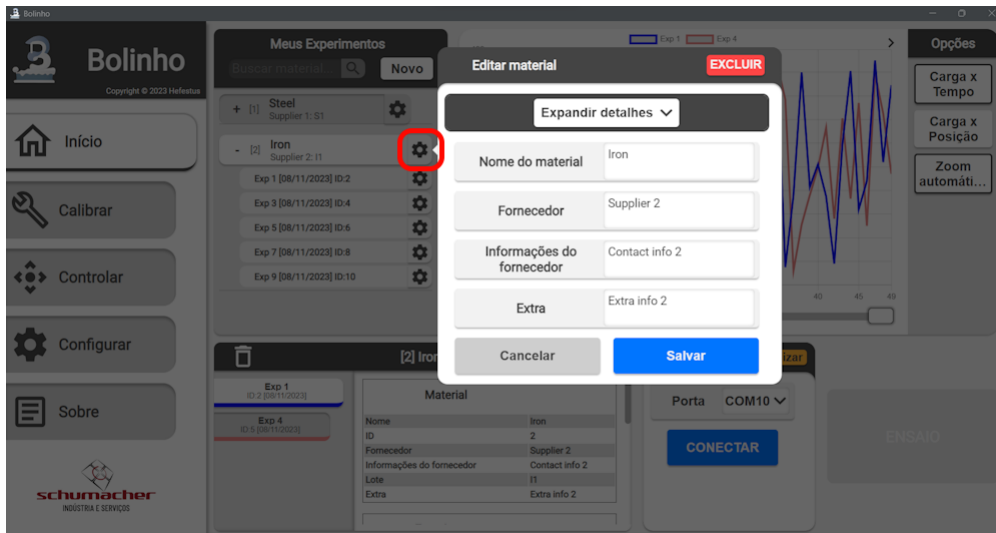 Bolinho
Bolinho
Copyright © 2023 Hefestus
Início
Calibrar
Controlar
Configurar
Sobre
schumacher
INDÚSTRIA E SERVIÇOS
Meus Experimentos
Buscar material
Novo
+ [1] Steel
Supplier 1: S1
- [2] Iron
Supplier 2: I1
Exp 1 [08/11/2023] ID:2
Exp 3 [08/11/2023] ID:4
Exp 5 [08/11/2023] ID:6
Exp 7 [08/11/2023] ID:8
Exp 9 [08/11/2023] ID:10
Exp 1 Exp 4
40 45 49
Opções
Carga x
Tempo
Carga x
Posição
Zoom
automáti...
Editar material
EXCLUIR
Expandir detalhes
Nome do material
Iron
Fornecedor
Supplier 2
Informações do
fornecedor
Contact info 2
Extra
Extra info 2
Cancelar
Salvar
[2] Iron
Exp 1
ID:2 [08/11/2023]
Exp 4
ID:5 [08/11/2023]
Material
Nome Iron
ID 2
Fornecedor Supplier 2
Informações do fornecedor Contact info 2
Lote I1
Extra Extra info 2
izar
Porta COM10
CONECTAR
ENSAIO